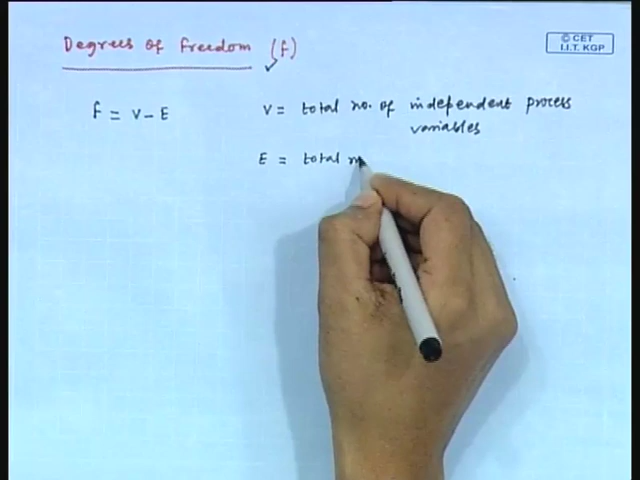 Degrees of freedom (f)
© CET
I.I.T. KGP
f = V - E
V = total no. of independent process
variables
E = total